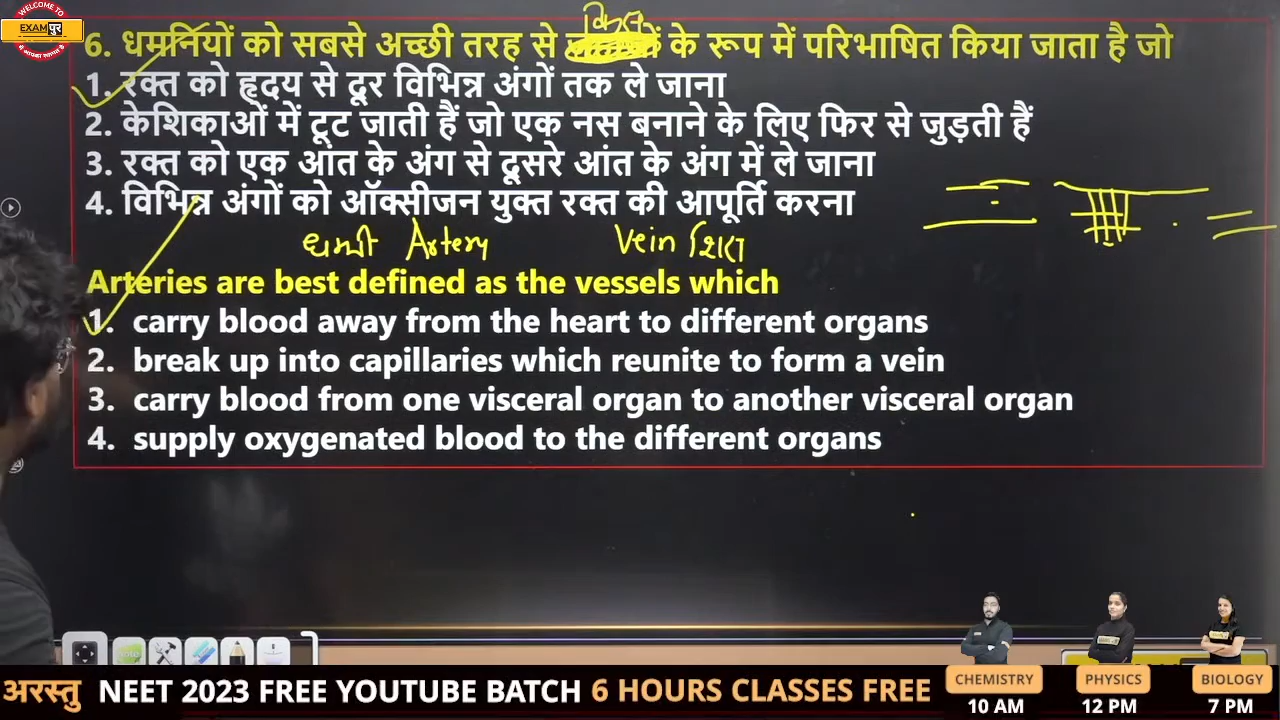 WELCOME TO
EXAMपुर
6. धमनियों को सबसे अच्छी तरह से के रूप में परिभाषित किया जाता है जो
1. रक्त को हृदय से दूर विभिन्न अंगों तक ले जाना
2. केशिकाओं में टूट जाती हैं जो एक नस बनाने के लिए फिर से जुड़ती हैं
3. रक्त को एक आंत के अंग से दूसरे आंत के अंग में ले जाना
4. विभिन्न अंगों को ऑक्सीजन युक्त रक्त की आपूर्ति करना
धमनी Artery Vein शिरा
Arteries are best defined as the vessels which
1. carry blood away from the heart to different organs
2. break up into capillaries which reunite to form a vein
3. carry blood from one visceral organ to another visceral organ
4. supply oxygenated blood to the different organs
अरस्तु NEET 2023 FREE YOUTUBE BATCH 6 HOURS CLASSES FREE
CHEMISTRY PHYSICS BIOLOGY
10 AM 12 PM 7 PM